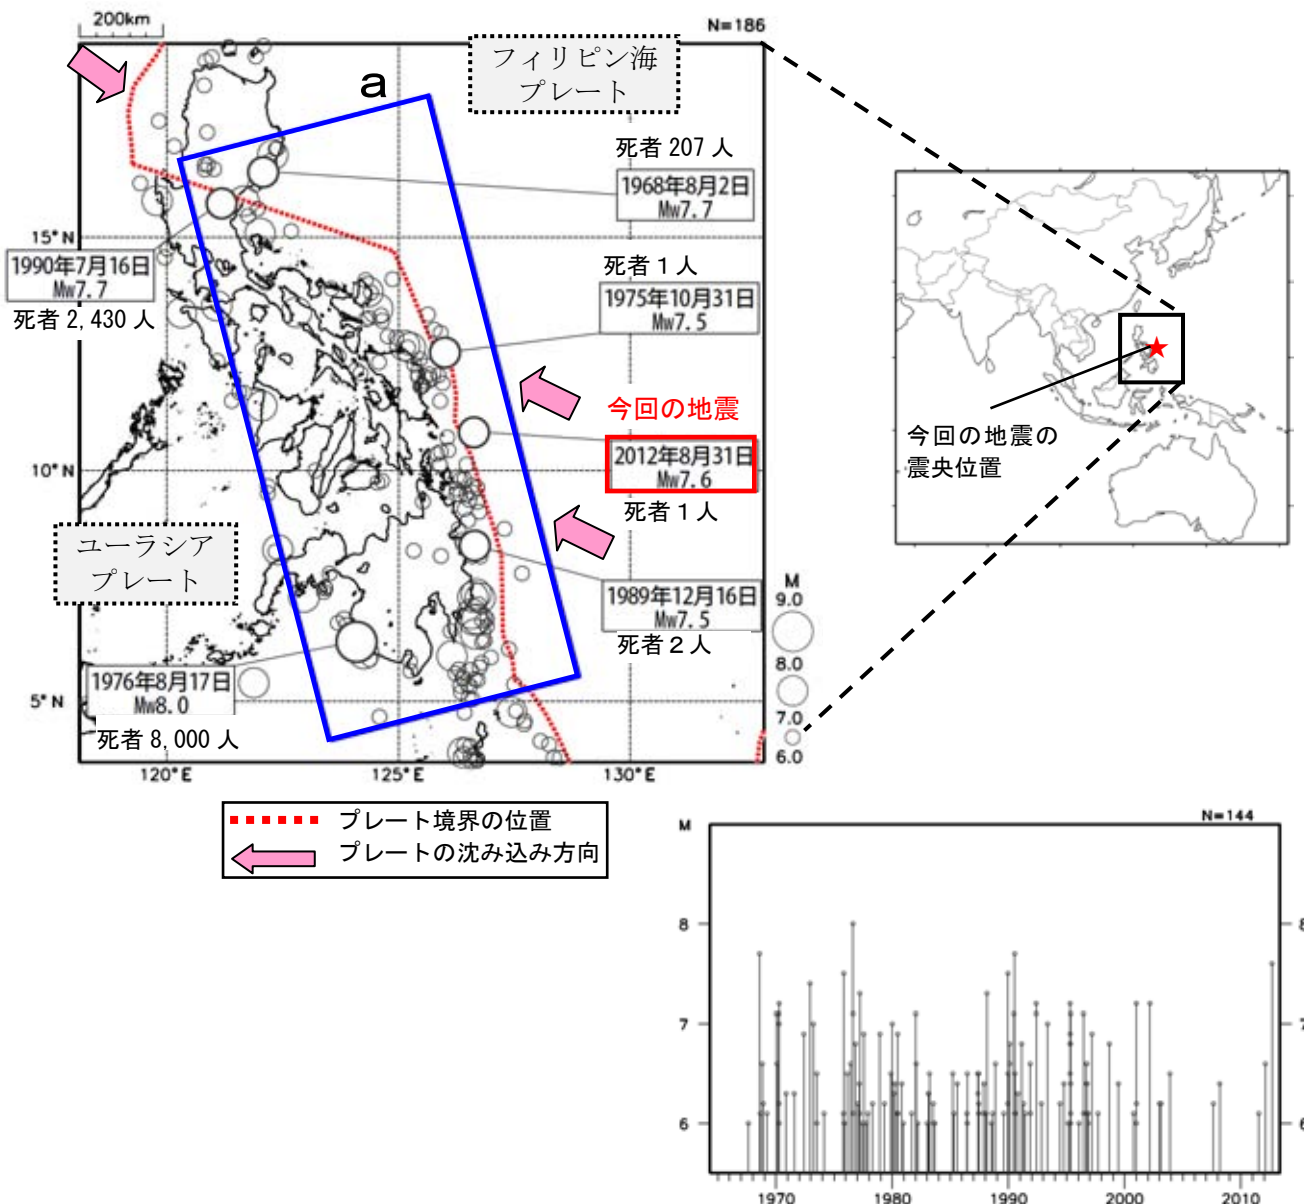 200km
N=186
フィリピン海
プレート
a
死者 207 人
1968年8月2日
Mw7.7
15°N
1990年7月16日
Mw7.7
死者 2,430 人
死者 1 人
1975年10月31日
Mw7.5
今回の地震
2012年8月31日
Mw7.6
死者 1 人
10°N
ユーラシア
プレート
1989年12月16日
Mw7.5
死者 2 人
1976年8月17日
Mw8.0
死者 8,000 人
5°N
120°E
125°E
130°E
M
9.0
8.0
7.0
6.0
今回の地震の
震央位置
プレート境界の位置
プレートの沈み込み方向
M
N=144
8
8
7
7
6
6
1970
1980
1990
2000
2010